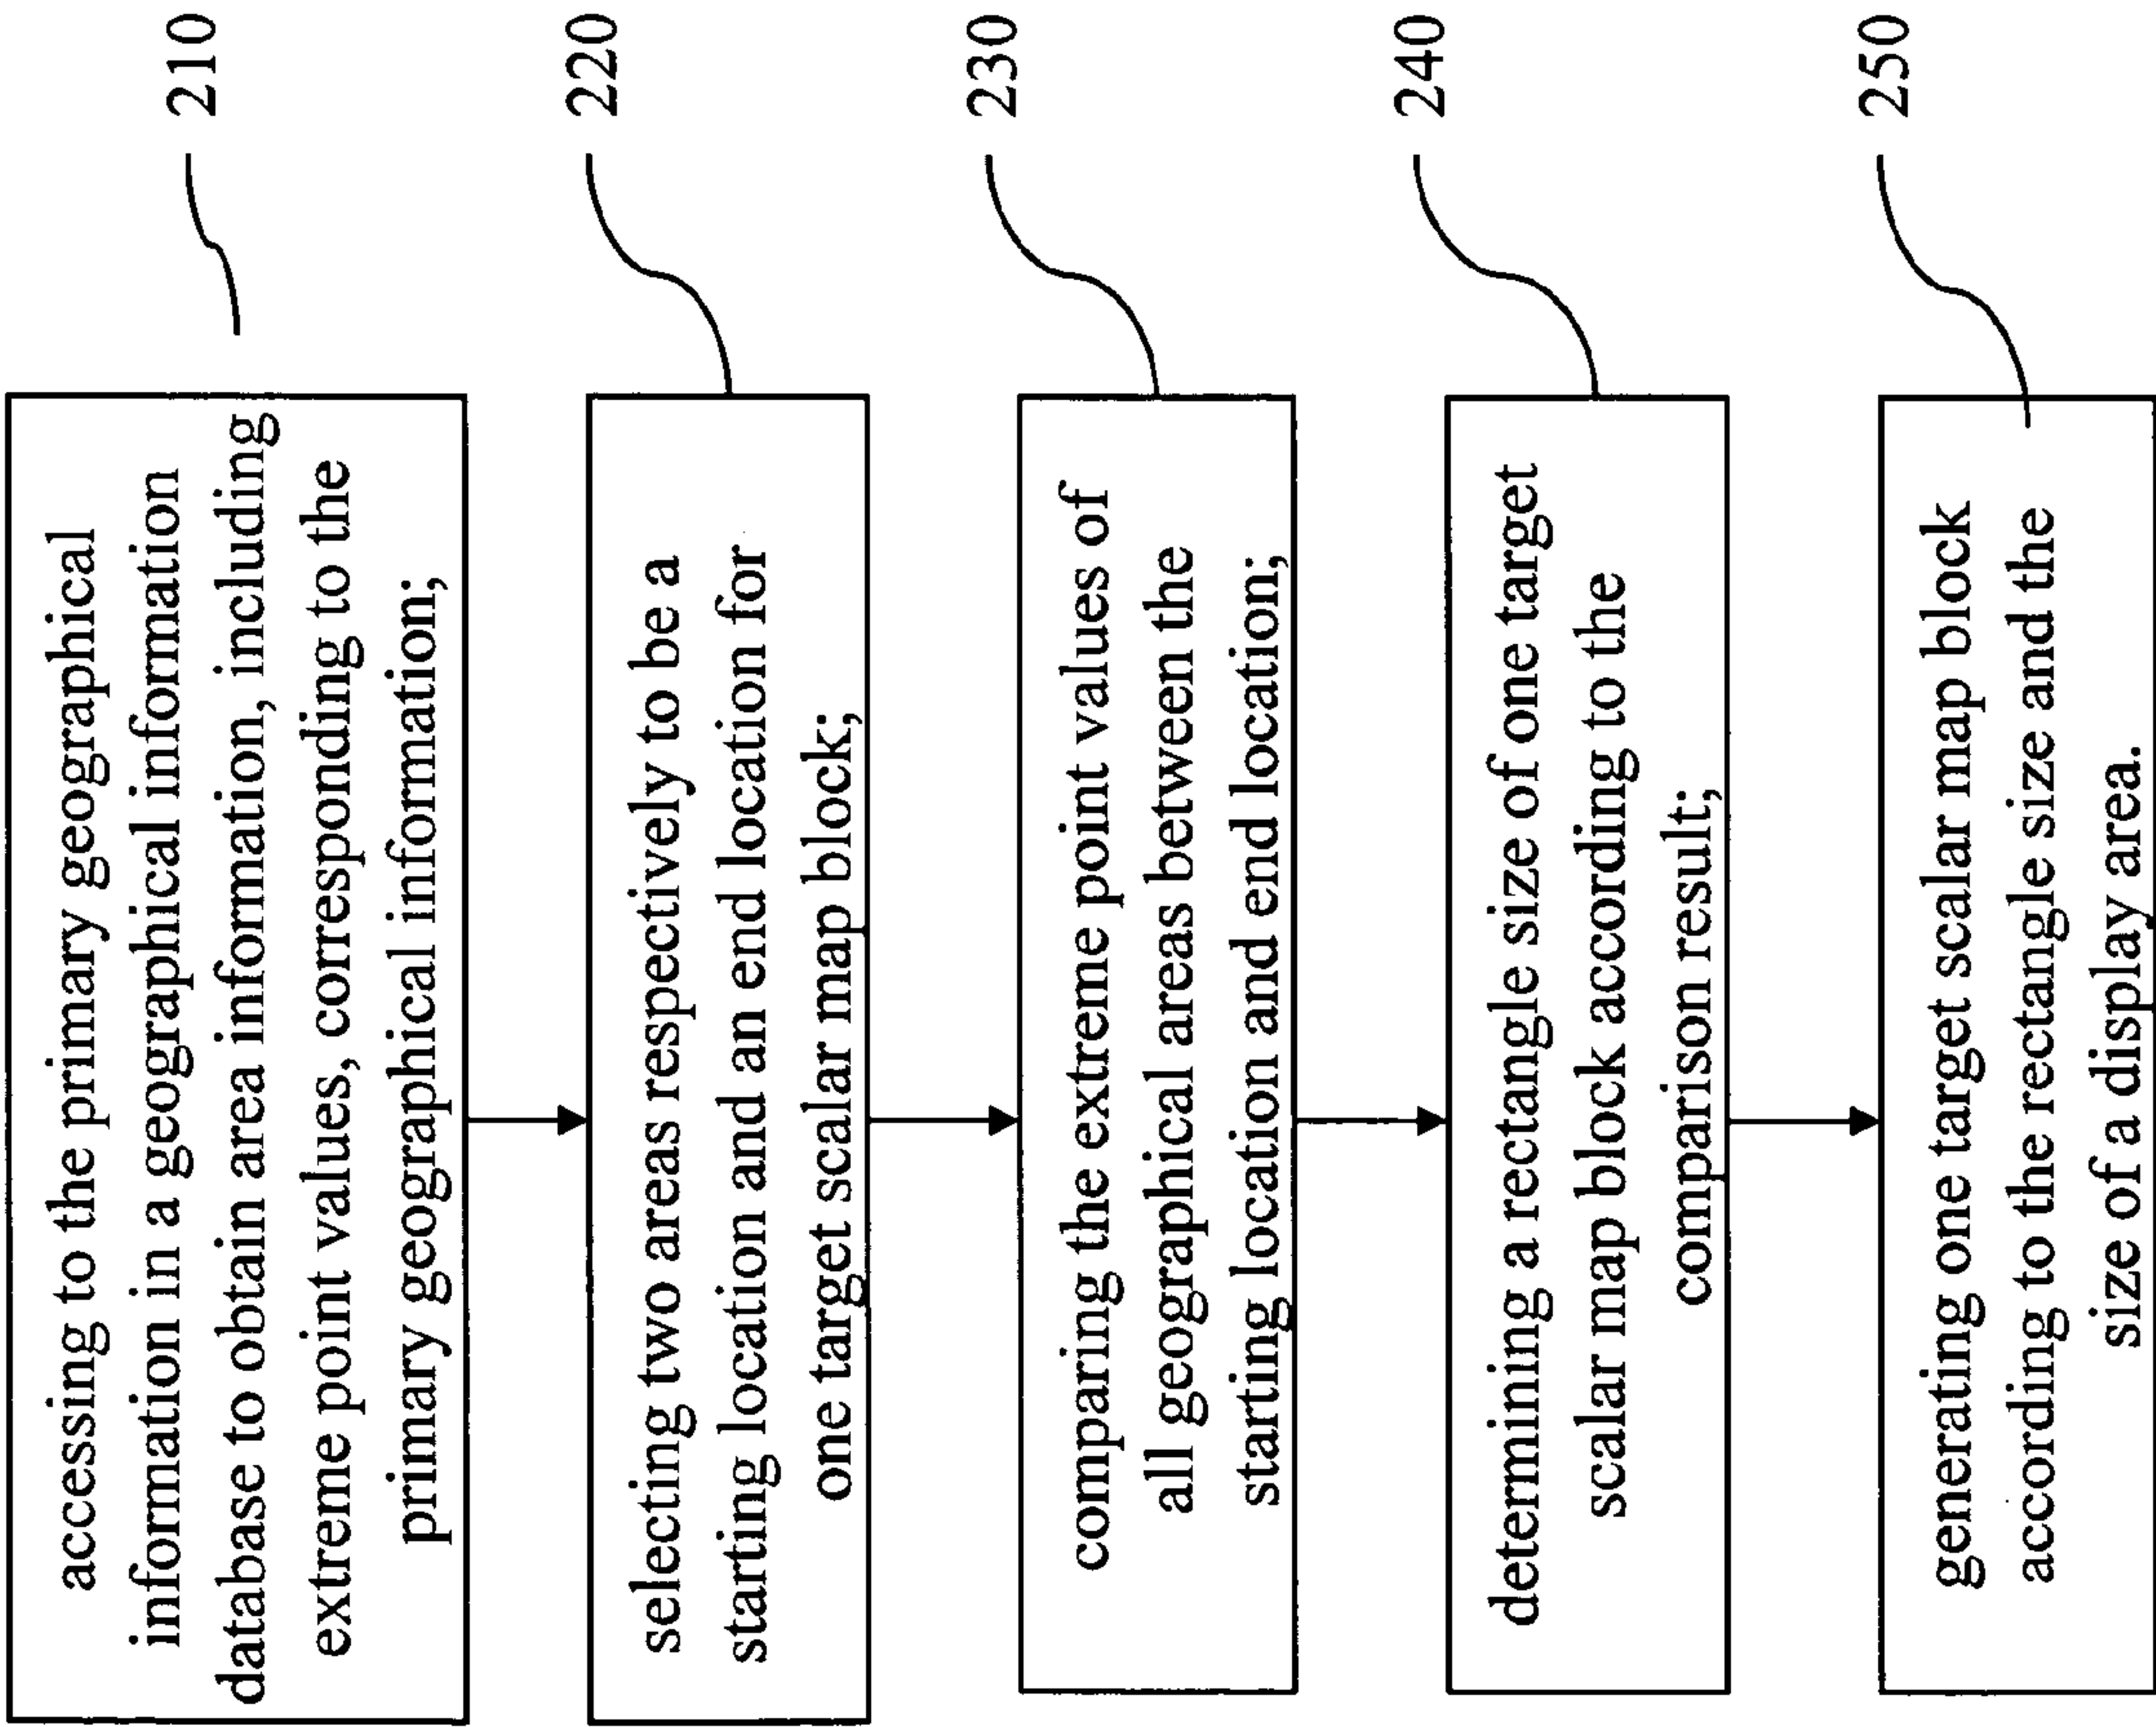 accessing to the primary geographical
information in a geographical information
database to obtain area information, including
extreme point values, corresponding to the
primary geographical information;
210
selecting two areas respectively to be a
starting location and an end location for
one target scalar map block;
220
comparing the extreme point values of
all geographical areas between the
starting location and end location;
230
determining a rectangle size of one target
scalar map block according to the
comparison result;
240
generating one target scalar map block
according to the rectangle size and the
size of a display area.
250